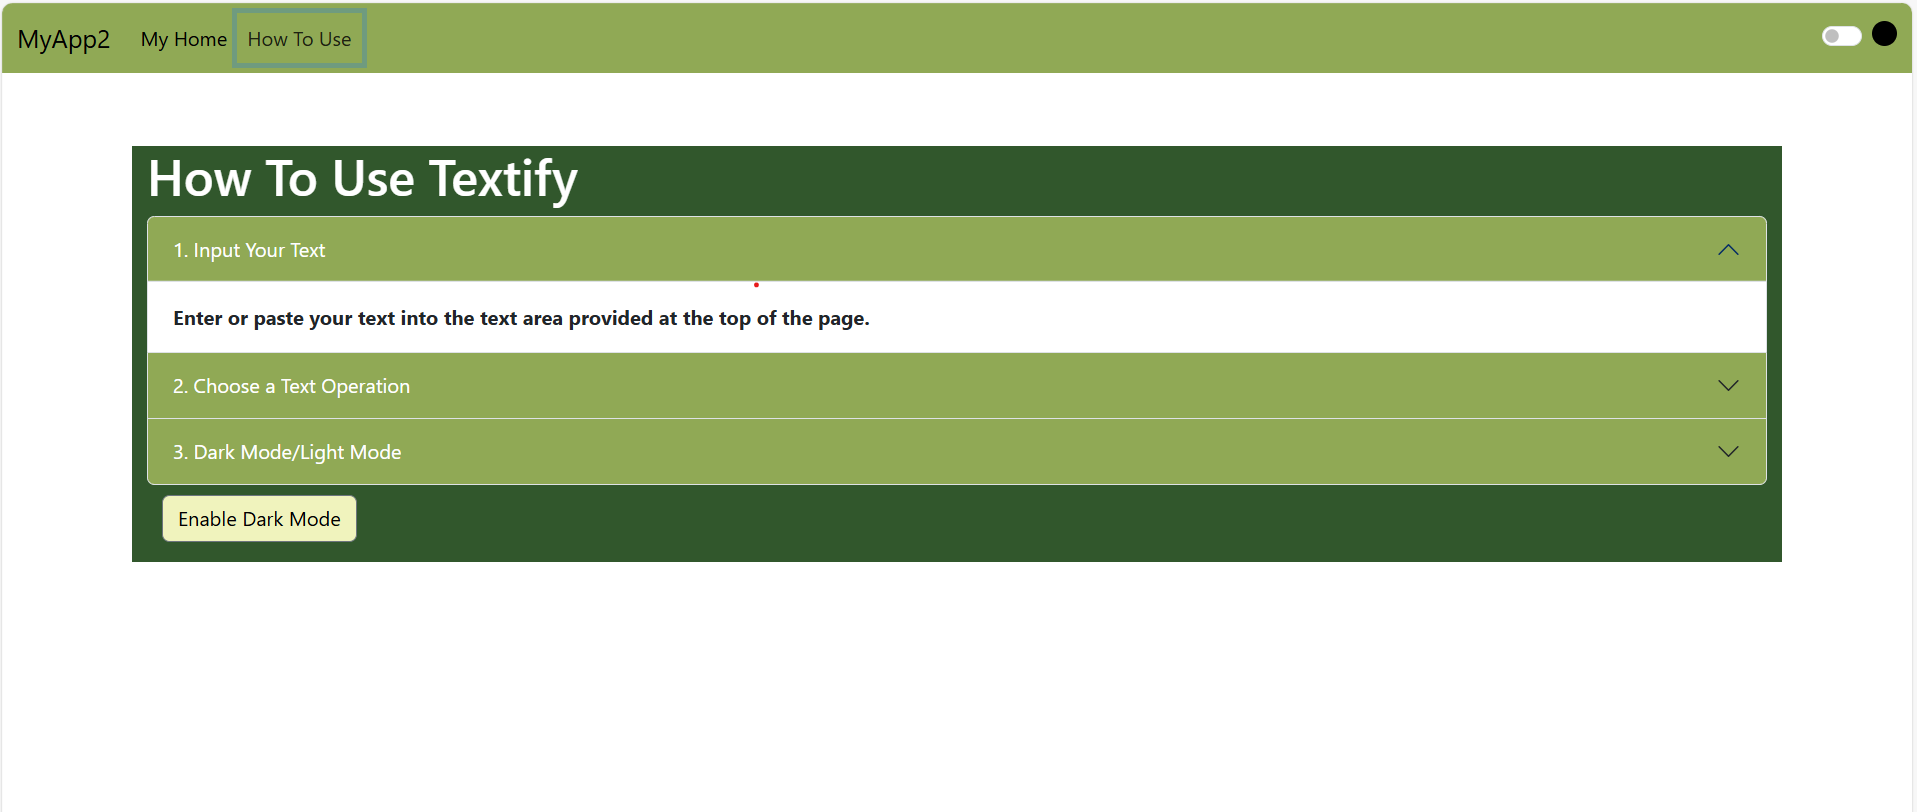 MyApp2 My Home How To Use
How To Use Textify
1. Input Your Text
Enter or paste your text into the text area provided at the top of the page.
2. Choose a Text Operation
3. Dark Mode/Light Mode
Enable Dark Mode